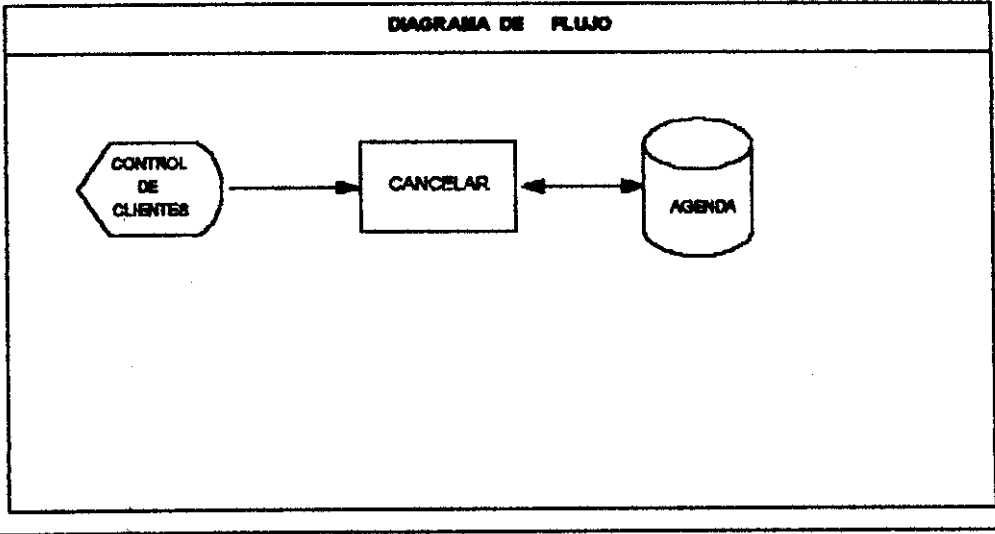 DIAGRAMA DE FLUJO
CONTROL
DE
CLIENTES
CANCELAR
AGENDA